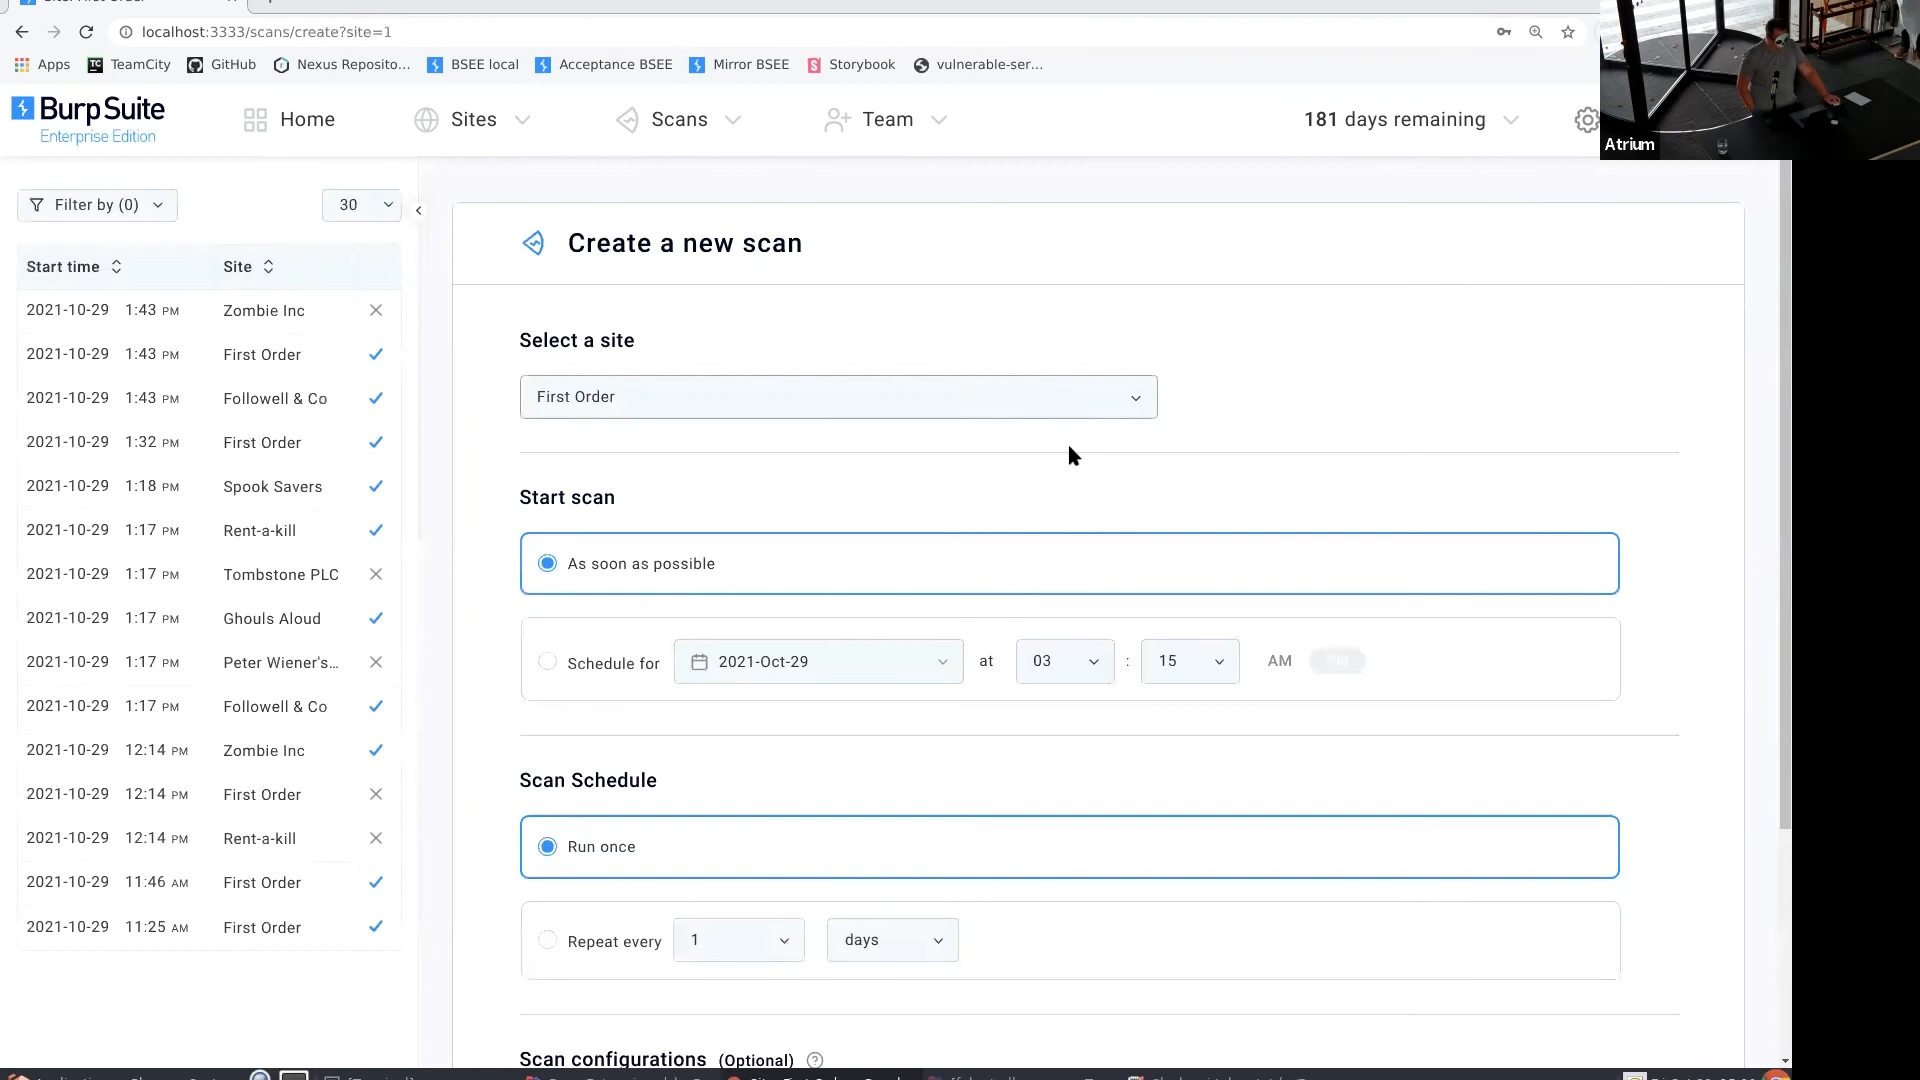 localhost:3333/scans/create?site=1
Apps TeamCity GitHub Nexus Reposito... BSEE local Acceptance BSEE Mirror BSEE Storybook vulnerable-ser...
BurpSuite
Enterprise Edition
Home Sites Scans Team 181 days remaining
Atrium
Filter by (0) 30
Start time Site
2021-10-29 1:43 PM Zombie Inc
2021-10-29 1:43 PM First Order
2021-10-29 1:43 PM Followell & Co
2021-10-29 1:32 PM First Order
2021-10-29 1:18 PM Spook Savers
2021-10-29 1:17 PM Rent-a-kill
2021-10-29 1:17 PM Tombstone PLC
2021-10-29 1:17 PM Ghouls Aloud
2021-10-29 1:17 PM Peter Wiener's...
2021-10-29 1:17 PM Followell & Co
2021-10-29 12:14 PM Zombie Inc
2021-10-29 12:14 PM First Order
2021-10-29 12:14 PM Rent-a-kill
2021-10-29 11:46 AM First Order
2021-10-29 11:25 AM First Order
Create a new scan
Select a site
First Order
Start scan
As soon as possible
Schedule for 2021-Oct-29 at 03 : 15 AM PM
Scan Schedule
Run once
Repeat every 1 days
Scan configurations (Optional)